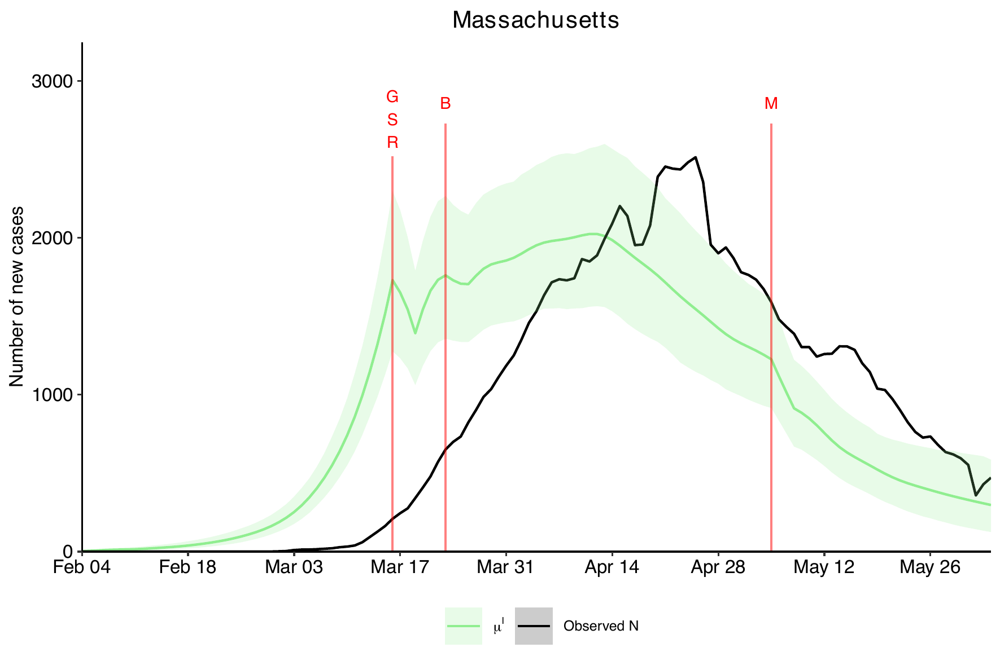 Massachusetts
Number of new cases
3000
2000
1000
0
G
S
R
B
M
Feb 04
Feb 18
Mar 03
Mar 17
Mar 31
Apr 14
Apr 28
May 12
May 26
μ^I
Observed N